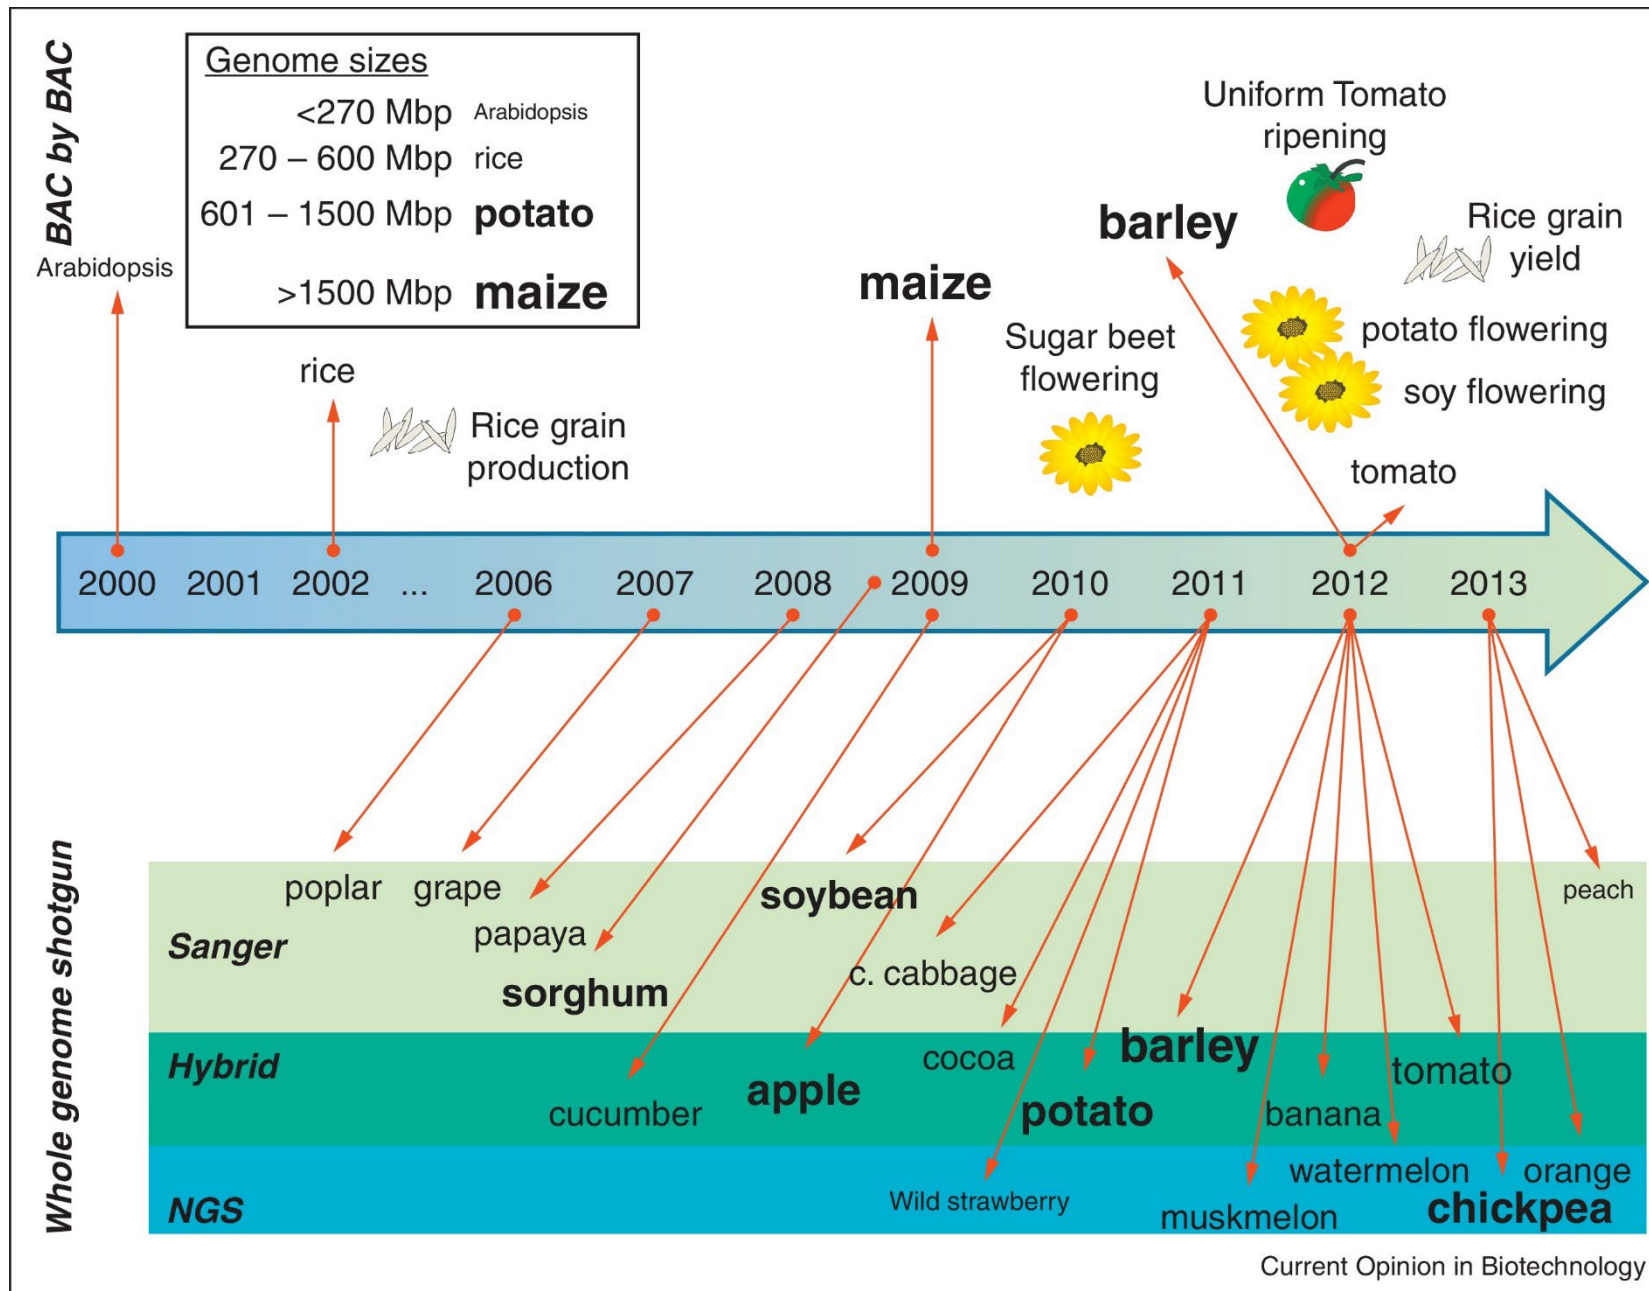 BAC by BAC
Genome sizes
<270 Mbp Arabidopsis
270 – 600 Mbp rice
601 – 1500 Mbp potato
>1500 Mbp maize
Arabidopsis
rice
Rice grain
production
maize
Sugar beet
flowering
barley
Uniform Tomato
ripening
Rice grain
yield
potato flowering
soy flowering
tomato
2000 2001 2002 ... 2006 2007 2008 2009 2010 2011 2012 2013
Whole genome shotgun
Sanger
poplar
grape
papaya
sorghum
soybean
c. cabbage
peach
Hybrid
cucumber
apple
cocoa
potato
barley
banana
tomato
NGS
Wild strawberry
muskmelon
watermelon
orange
chickpea
Current Opinion in Biotechnology